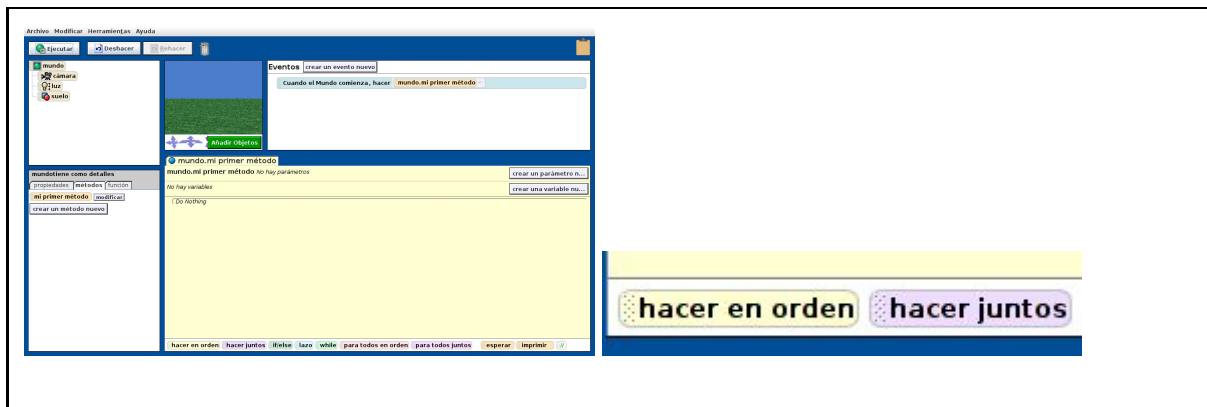 Archivo Modificar Herramientas Ayuda
Ejecutar Deshacer Rehacer
mundo
cámara
luz
suelo
Añadir Objetos
Eventos crear un evento nuevo
Cuando el Mundo comienza, hacer mundo.mi primer método
mundotiene como detalles
propiedades métodos función
mi primer método modificar
crear un método nuevo
mundo.mi primer método
mundo.mi primer método No hay parámetros crear un parámetro n...
No hay variables crear una variable nu...
Do Nothing
hacer en orden hacer juntos if/else lazo while para todos en orden para todos juntos esperar imprimir //
hacer en orden hacer juntos